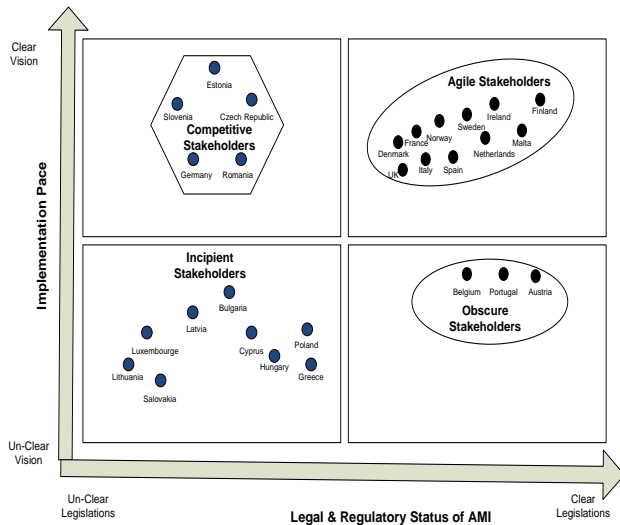 Clear
Vision
Implementation Pace
Un-Clear
Vision
Estonia
Slovenia
Czech Republic
Competitive
Stakeholders
Germany
Romania
Agile Stakeholders
Finland
Ireland
Sweden
Norway
France
Malta
Denmark
Netherlands
UK
Italy
Spain
Incipient
Stakeholders
Bulgaria
Latvia
Luxembourge
Cyprus
Poland
Hungary
Lithuania
Greece
Salovakia
Belgium
Portugal
Austria
Obscure
Stakeholders
Un-Clear
Legislations
Legal & Regulatory Status of AMI
Clear
Legislations